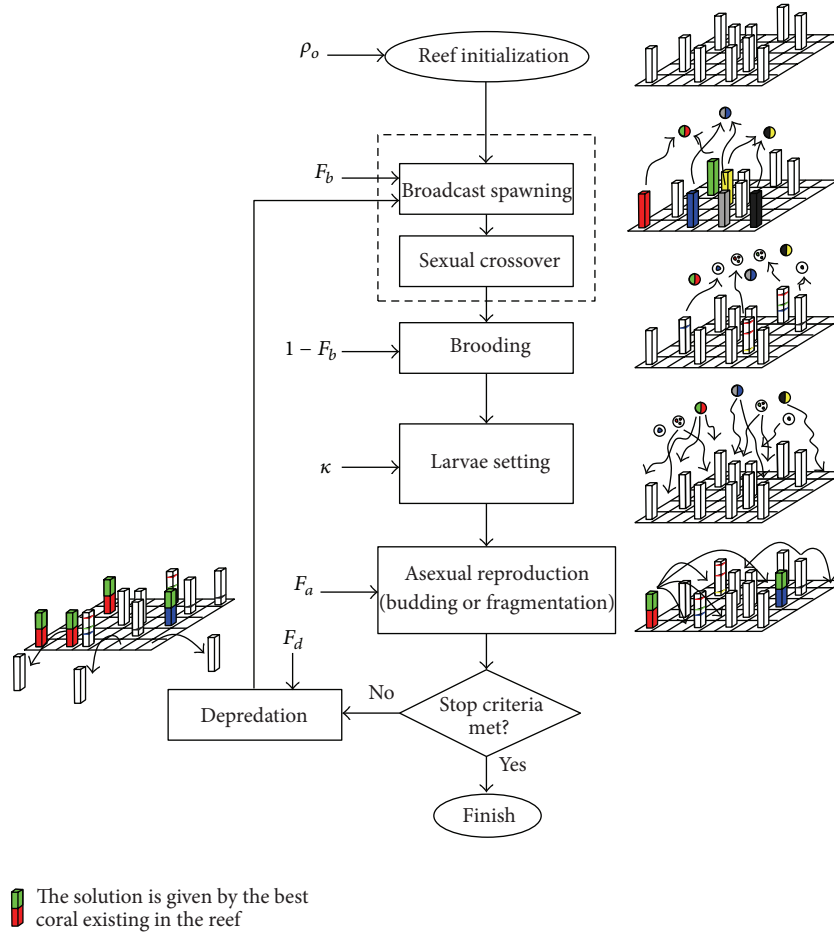 ρo
Reef initialization
Fb
Broadcast spawning
Sexual crossover
1 − Fb
Brooding
κ
Larvae setting
Fa
Asexual reproduction
(budding or fragmentation)
Fd
No
Depredation
Stop criteria
met?
Yes
Finish
The solution is given by the best
coral existing in the reef